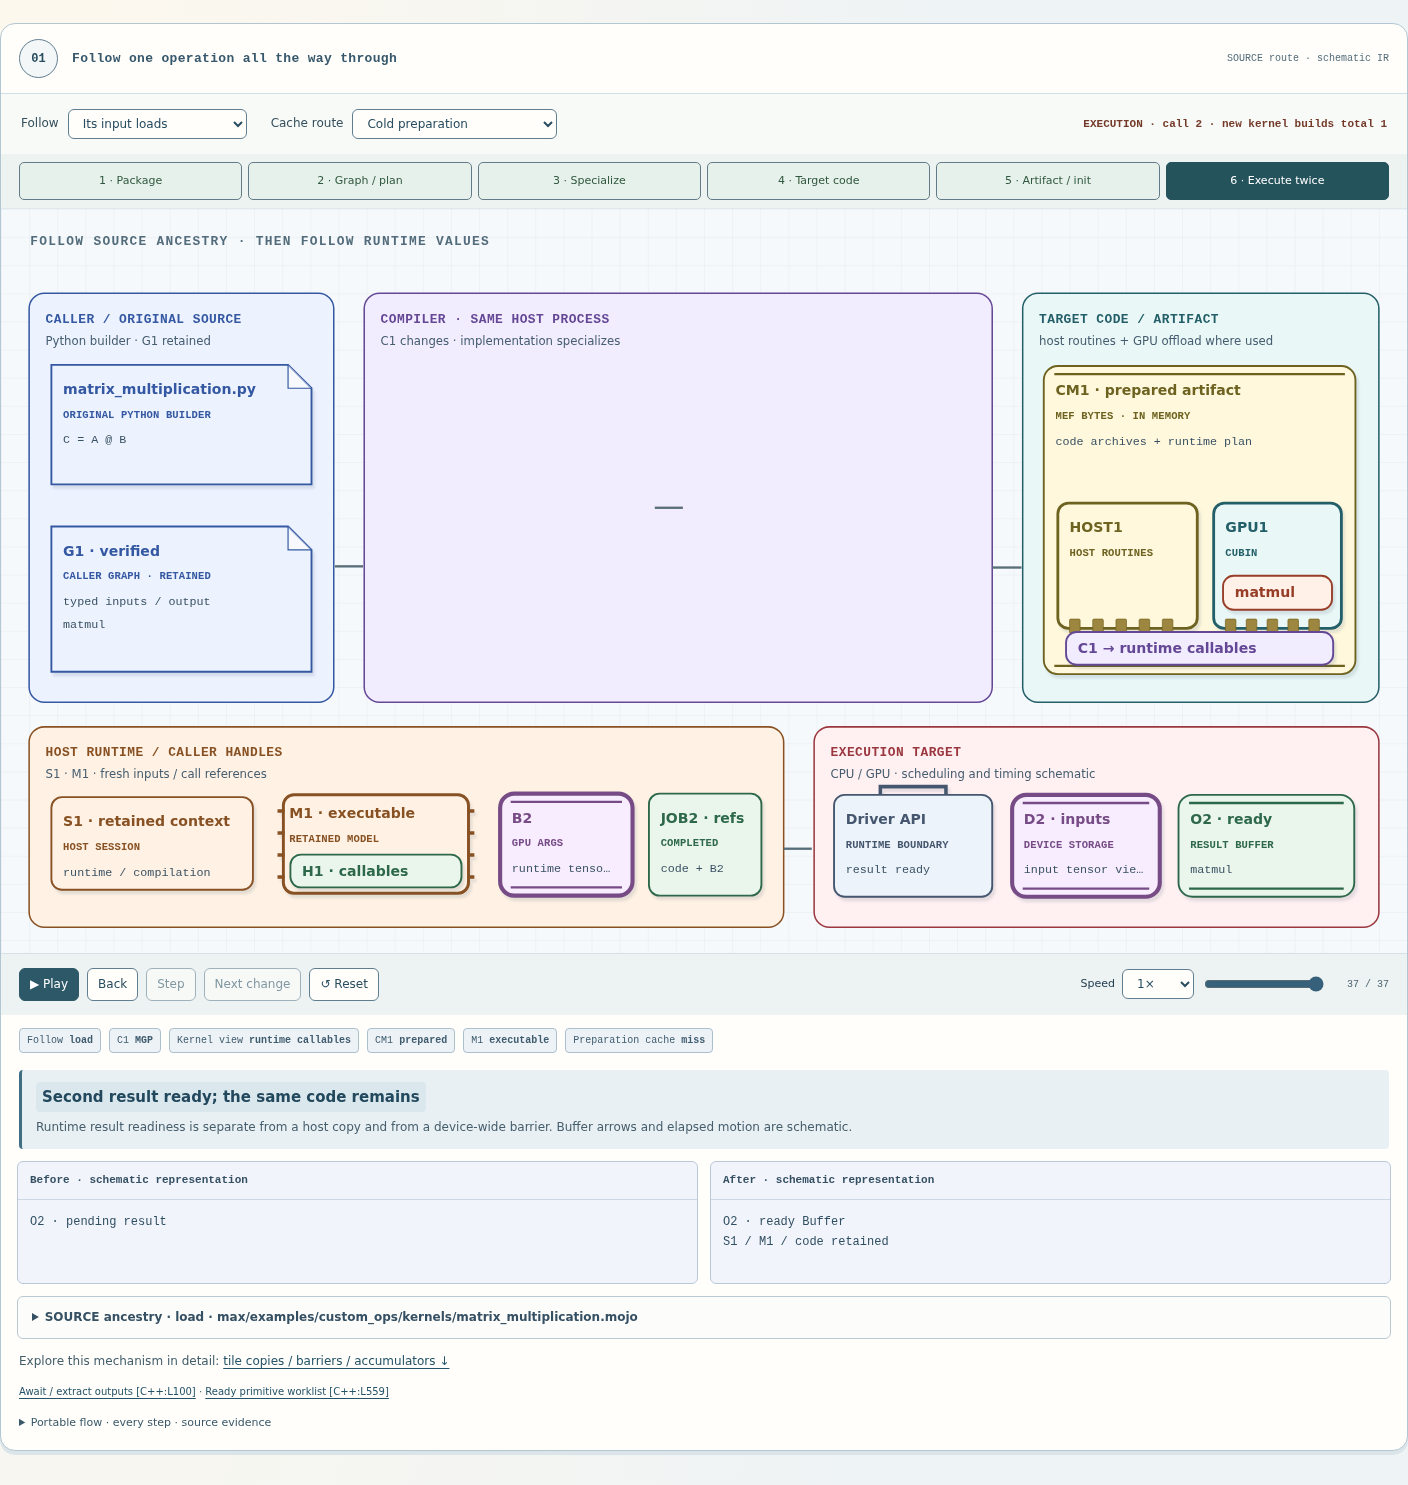 01
Follow one operation all the way through
SOURCE route · schematic IR
Follow
Its input loads
Cache route
Cold preparation
EXECUTION · call 2 · new kernel builds total 1
1 · Package
2 · Graph / plan
3 · Specialize
4 · Target code
5 · Artifact / init
6 · Execute twice
FOLLOW SOURCE ANCESTRY · THEN FOLLOW RUNTIME VALUES
CALLER / ORIGINAL SOURCE
Python builder · G1 retained
matrix_multiplication.py
ORIGINAL PYTHON BUILDER
C = A @ B
G1 · verified
CALLER GRAPH · RETAINED
typed inputs / output
matmul
COMPILER · SAME HOST PROCESS
C1 changes · implementation specializes
—
TARGET CODE / ARTIFACT
host routines + GPU offload where used
CM1 · prepared artifact
MEF BYTES · IN MEMORY
code archives + runtime plan
HOST1
HOST ROUTINES
GPU1
CUBIN
matmul
C1 → runtime callables
HOST RUNTIME / CALLER HANDLES
S1 · M1 · fresh inputs / call references
S1 · retained context
HOST SESSION
runtime / compilation
M1 · executable
RETAINED MODEL
H1 · callables
B2
GPU ARGS
runtime tenso…
JOB2 · refs
COMPLETED
code + B2
EXECUTION TARGET
CPU / GPU · scheduling and timing schematic
Driver API
RUNTIME BOUNDARY
result ready
D2 · inputs
DEVICE STORAGE
input tensor vie…
O2 · ready
RESULT BUFFER
matmul
▶ Play
Back
Step
Next change
↺ Reset
Speed
1×
37 / 37
Follow load
C1 MGP
Kernel view runtime callables
CM1 prepared
M1 executable
Preparation cache miss
Second result ready; the same code remains
Runtime result readiness is separate from a host copy and from a device-wide barrier. Buffer arrows and elapsed motion are schematic.
Before · schematic representation
O2 · pending result
After · schematic representation
O2 · ready Buffer
S1 / M1 / code retained
▶ SOURCE ancestry · load · max/examples/custom_ops/kernels/matrix_multiplication.mojo
Explore this mechanism in detail: tile copies / barriers / accumulators ↓
Await / extract outputs [C++:L100] · Ready primitive worklist [C++:L559]
▶ Portable flow · every step · source evidence